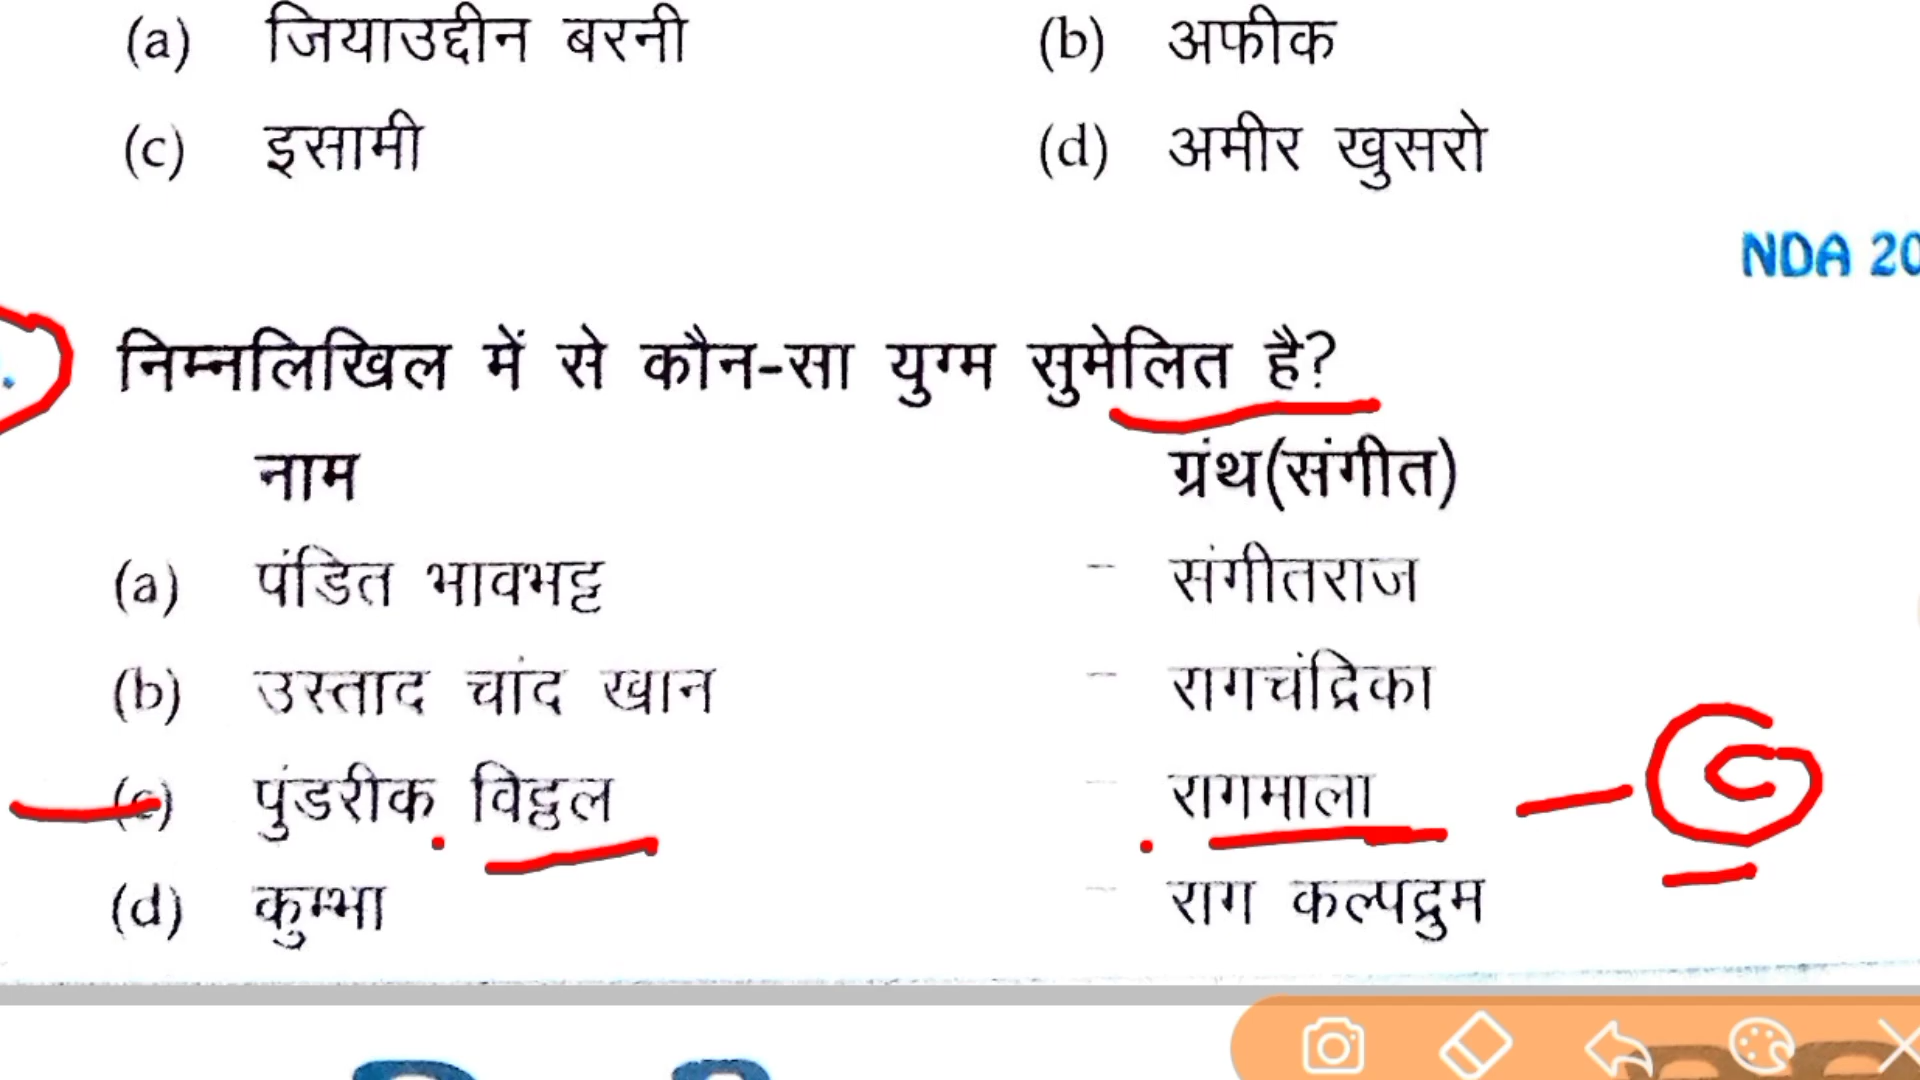 (a) जियाउद्दीन बरनी (b) अफीक
(c) इसामी (d) अमीर खुसरो
NDA 20
निम्नलिखिल में से कौन-सा युग्म सुमेलित है?
नाम ग्रंथ(संगीत)
(a) पंडित भावभट्ट – संगीतराज
(b) उस्ताद चांद खान – रागचंद्रिका
(c) पुंडरीक विट्ठल – रागमाला – C
(d) कुम्भा – राग कल्पद्रुम